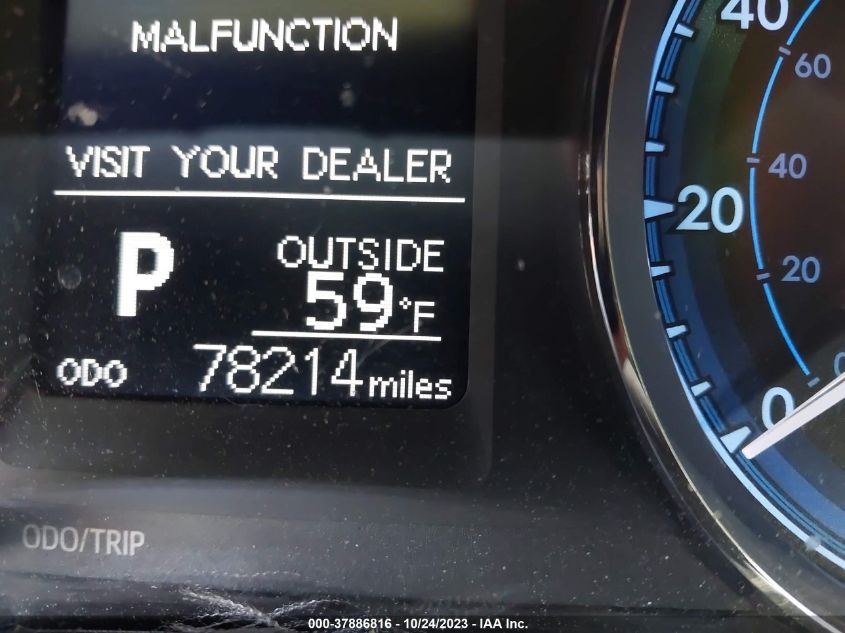 MALFUNCTION
VISIT YOUR DEALER
P
OUTSIDE
59°F
ODO 78214 miles
ODO/TRIP
40
60
40
20
20
0
0
000-37886816 - 10/24/2023 - IAA Inc.